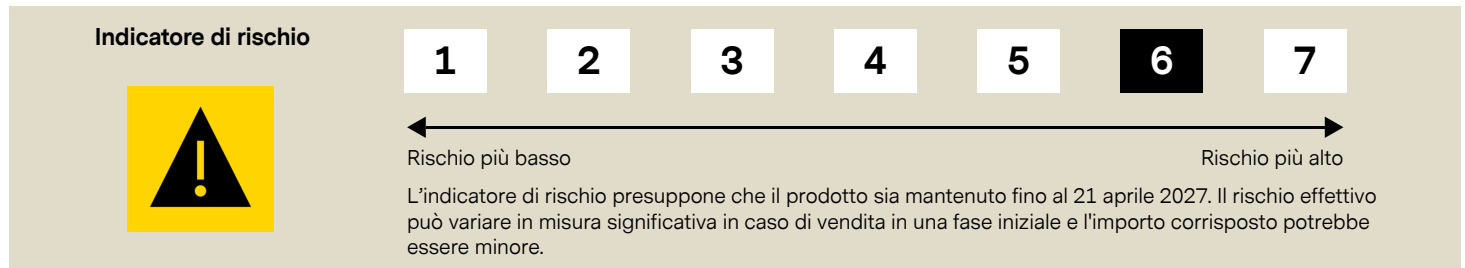 Indicatore di rischio
1 2 3 4 5 6 7
!
Rischio più basso
Rischio più alto
L’indicatore di rischio presuppone che il prodotto sia mantenuto fino al 21 aprile 2027. Il rischio effettivo
può variare in misura significativa in caso di vendita in una fase iniziale e l'importo corrisposto potrebbe
essere minore.